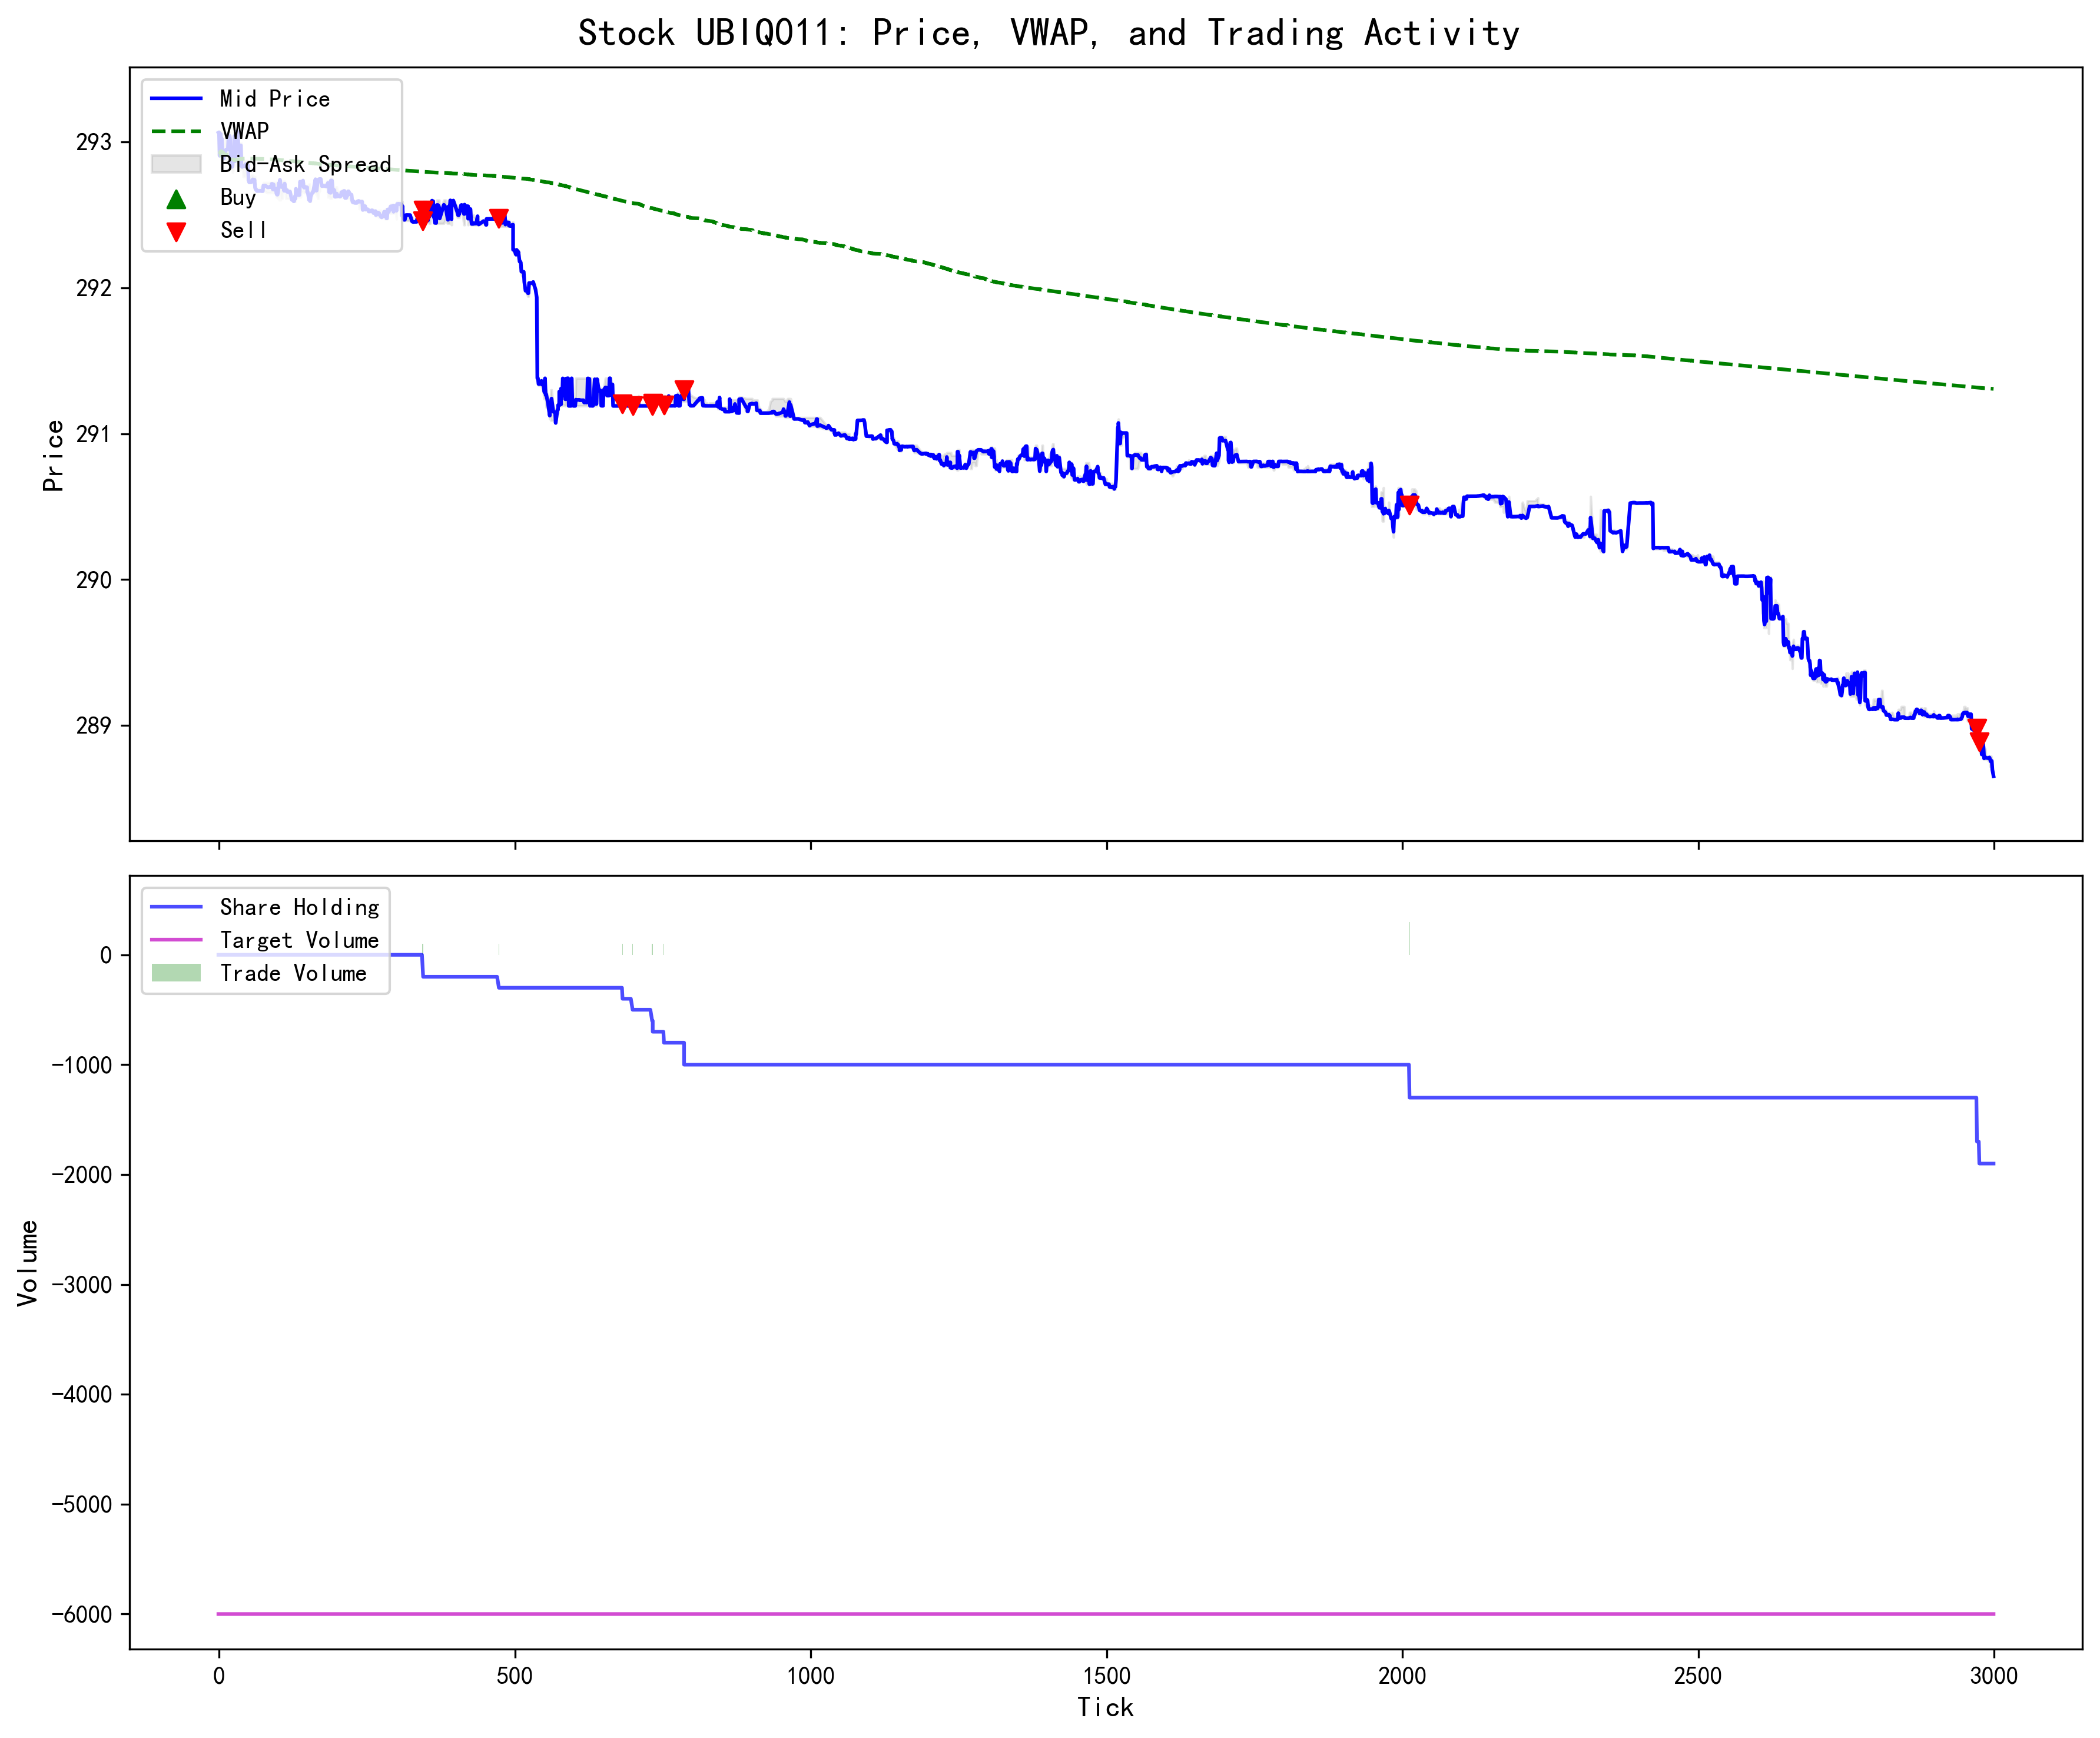 Stock UBIQ011: Price, VWAP, and Trading Activity
Mid Price
VWAP
Bid-Ask Spread
Buy
Sell
293
292
291
290
289
Price
Share Holding
Target Volume
Trade Volume
0
−1000
−2000
−3000
−4000
−5000
−6000
Volume
0 500 1000 1500 2000 2500 3000
Tick